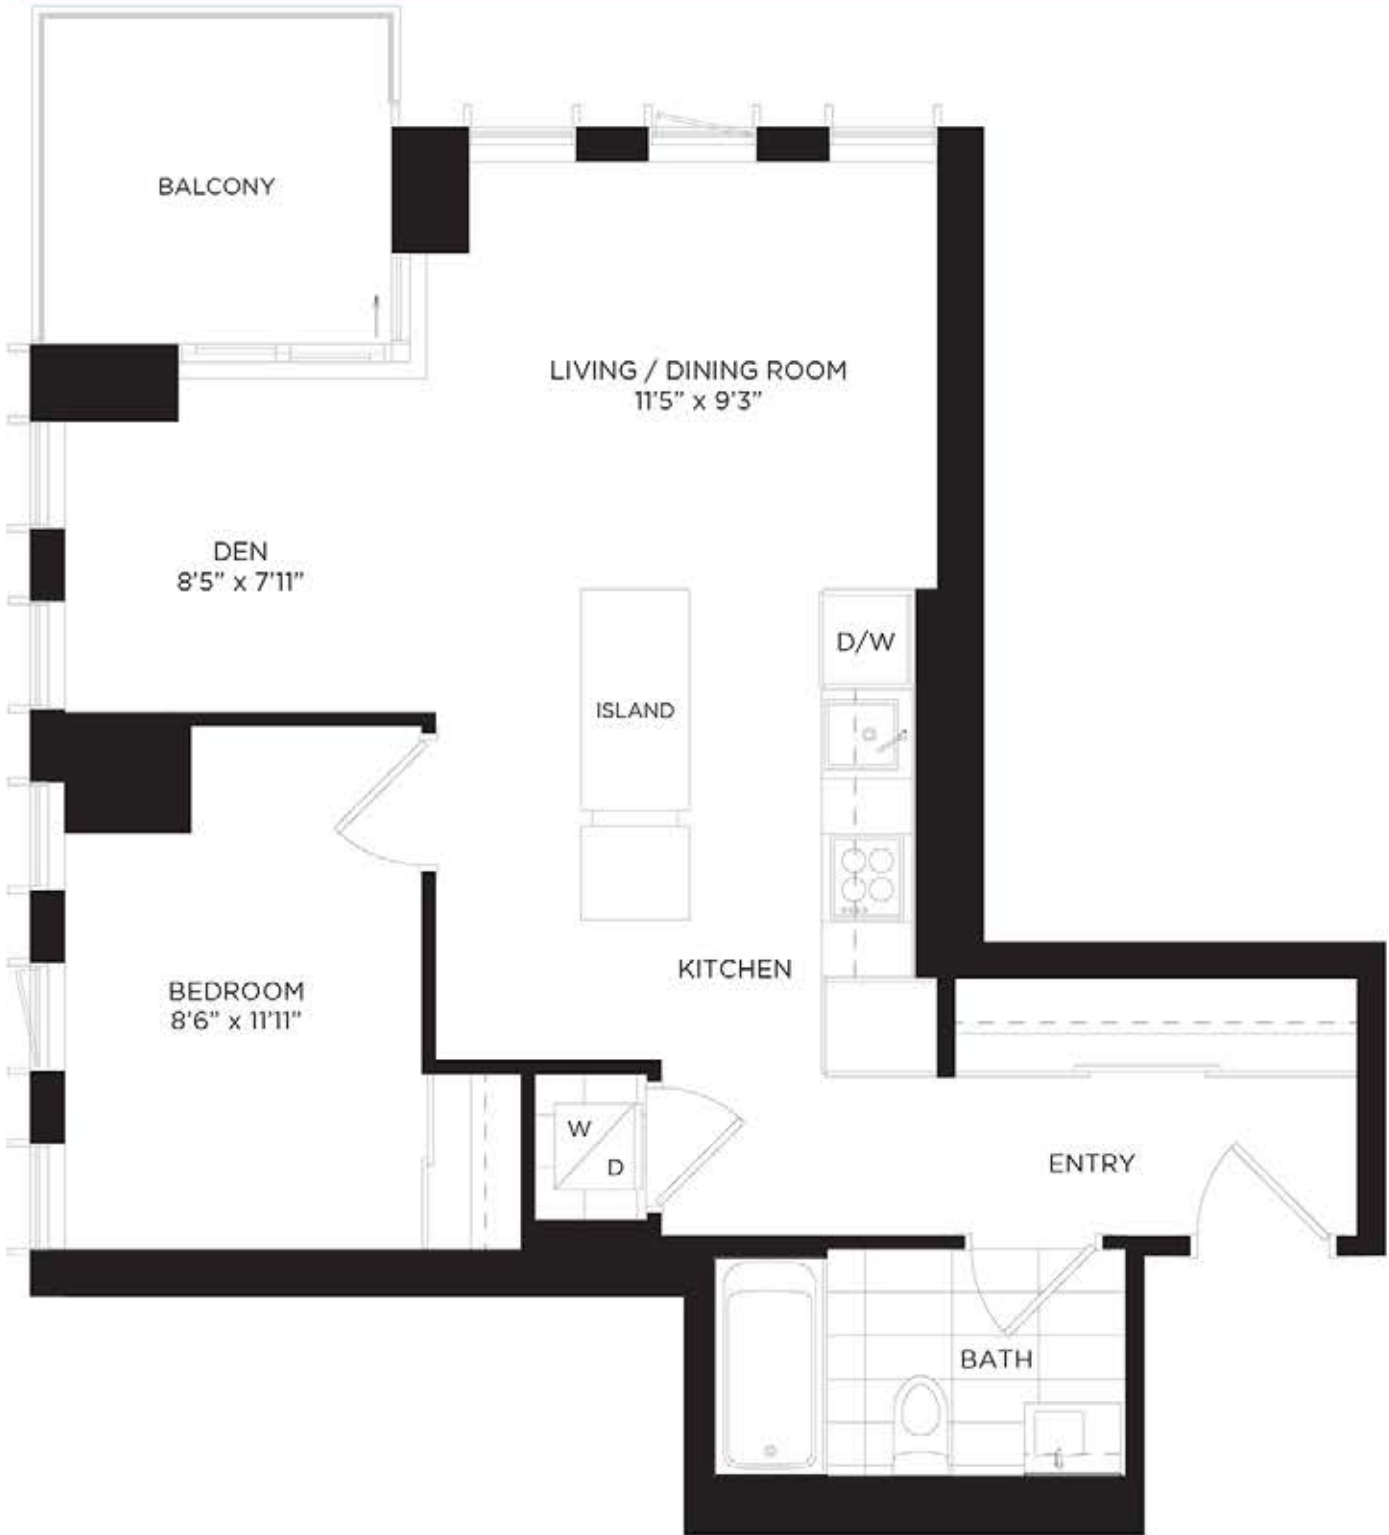 BALCONY
LIVING / DINING ROOM
11'5" x 9'3"
DEN
8'5" x 7'11"
D/W
ISLAND
KITCHEN
BEDROOM
8'6" x 11'11"
W
D
ENTRY
BATH